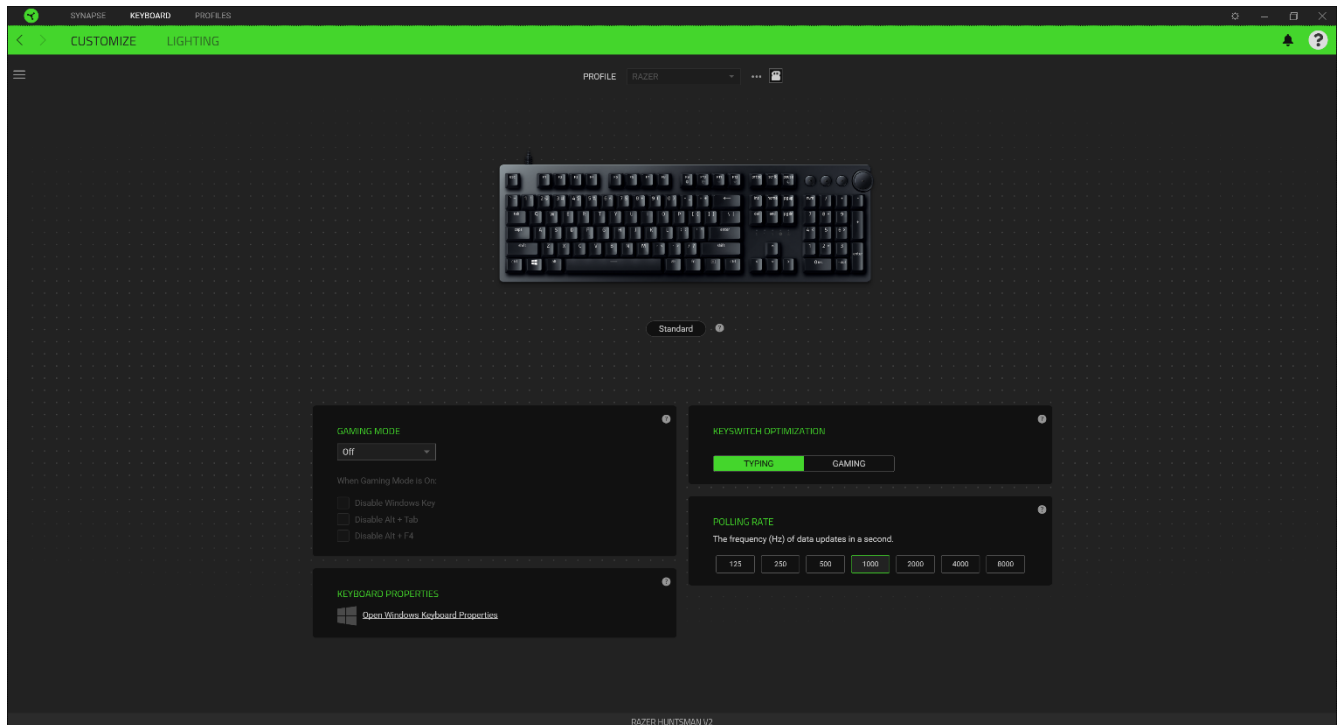 SYNAPSE KEYBOARD PROFILES
CUSTOMIZE LIGHTING
PROFILE RAZER
Standard
GAMING MODE
Off
When Gaming Mode is On:
Disable Windows Key
Disable Alt + Tab
Disable Alt + F4
KEYBOARD PROPERTIES
Open Windows Keyboard Properties
KEYSWITCH OPTIMIZATION
TYPING GAMING
POLLING RATE
The frequency (Hz) of data updates in a second.
125 250 500 1000 2000 4000 8000
RAZER HUNTSMAN V2